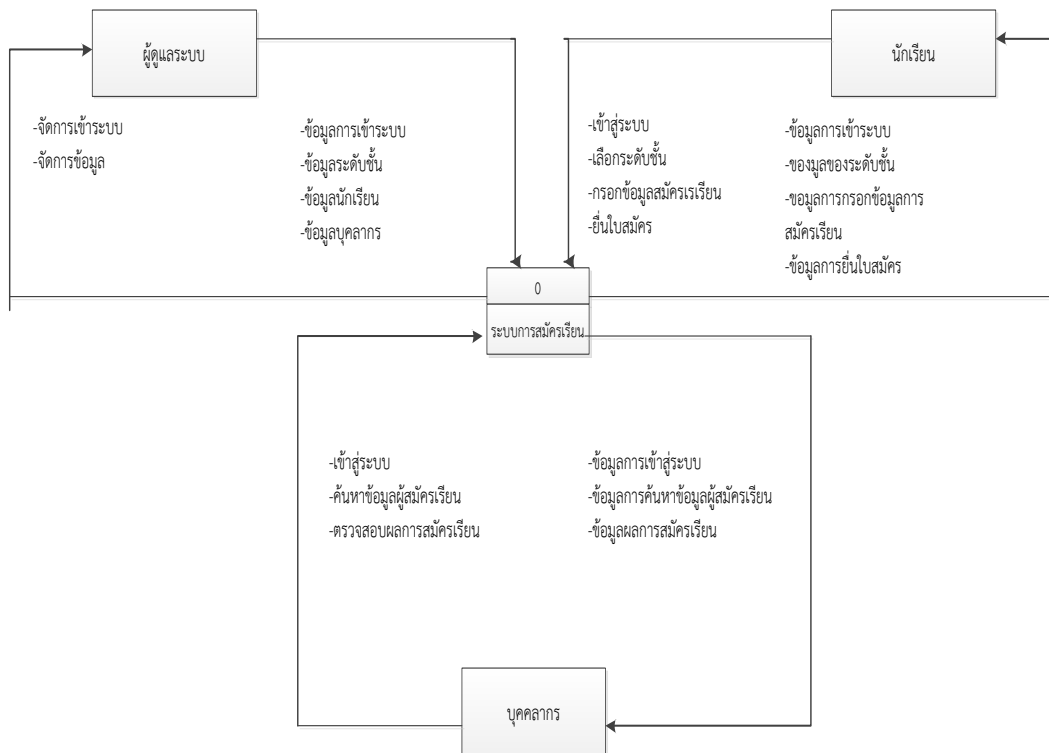 ผู้ดูแลระบบ
นักเรียน
-จัดการเข้าระบบ
-จัดการข้อมูล
-ข้อมูลการเข้าระบบ
-ข้อมูลระดับชั้น
-ข้อมูลนักเรียน
-ข้อมูลบุคลากร
-เข้าสู่ระบบ
-เลือกระดับชั้น
-กรอกข้อมูลสมัครเรเรียน
-ยื่นใบสมัคร
-ข้อมูลการเข้าระบบ
-ของมูลของระดับชั้น
-ขอมูลการกรอกข้อมูลการ
สมัครเรียน
-ข้อมูลการยื่นใบสมัคร
0
ระบบการสมัครเรียน
-เข้าสู่ระบบ
-ค้นหาข้อมูลผู้สมัครเรียน
-ตรวจสอบผลการสมัครเรียน
-ข้อมูลการเข้าสู่ระบบ
-ข้อมูลการค้นหาข้อมูลผู้สมัครเรียน
-ข้อมูลผลการสมัครเรียน
บุคคลากร